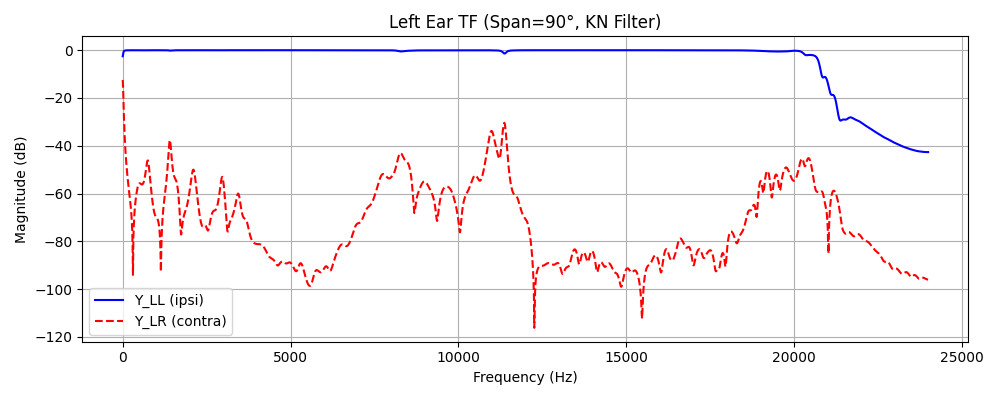 Left Ear TF (Span=90°, KN Filter)
Magnitude (dB)
0
−20
−40
−60
−80
−100
−120
Y_LL (ipsi)
Y_LR (contra)
0 5000 10000 15000 20000 25000
Frequency (Hz)